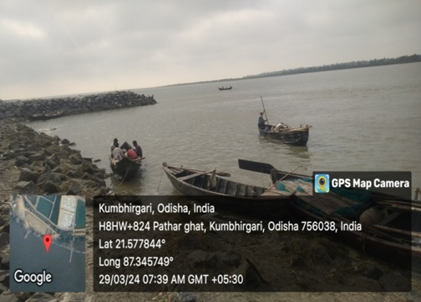 GPS Map Camera
Kumbhirgari, Odisha, India
H8HW+824 Pathar ghat, Kumbhirgari, Odisha 756038, India
Lat 21.577844°
Long 87.345749°
29/03/24 07:39 AM GMT +05:30
Google